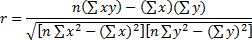 r = n(∑xy) − (∑x)(∑y) / √[n∑x² − (∑x)²][n∑y² − (∑y)²]